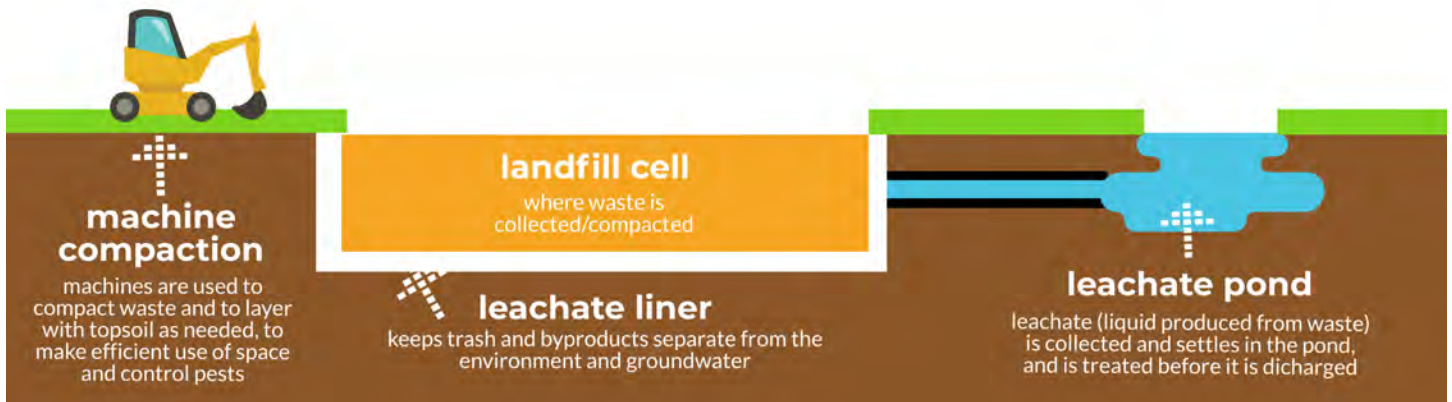 machine
compaction
machines are used to
compact waste and to layer
with topsoil as needed, to
make efficient use of space
and control pests
landfill cell
where waste is
collected/compacted
leachate liner
keeps trash and byproducts separate from the
environment and groundwater
leachate pond
leachate (liquid produced from waste)
is collected and settles in the pond,
and is treated before it is dicharged